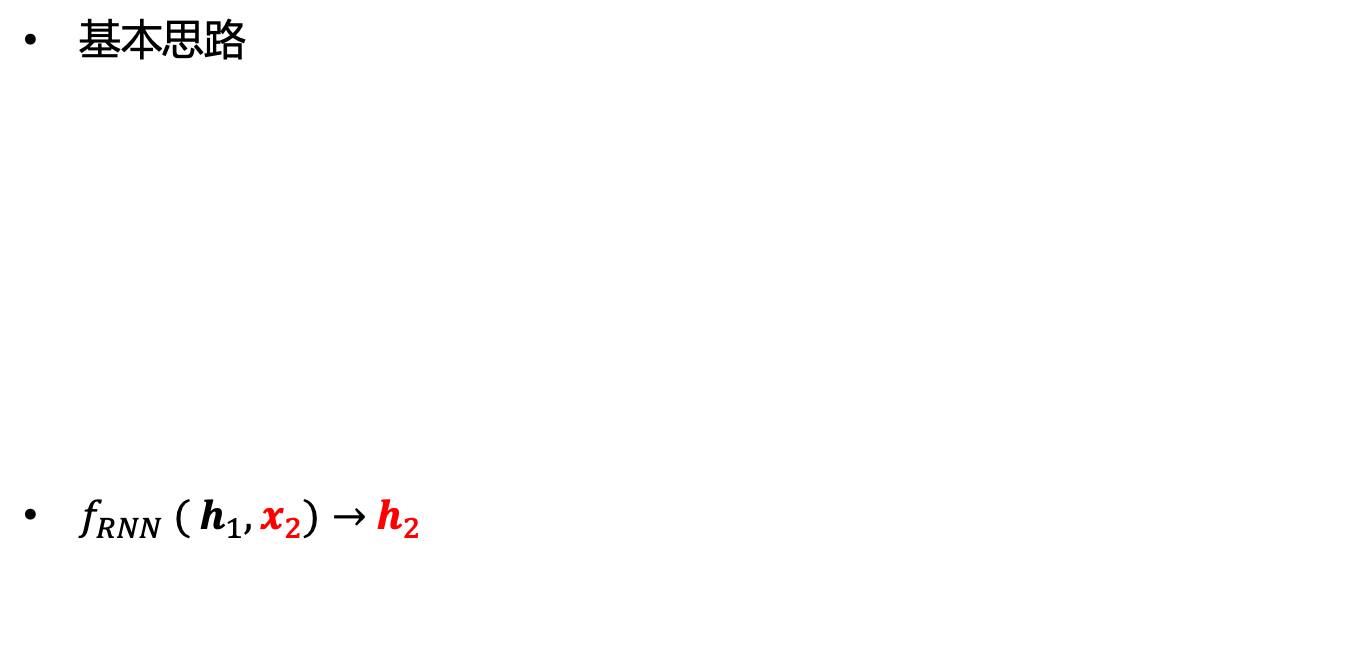 • 基本思路
• f_RNN ( h_1, x_2 ) → h_2